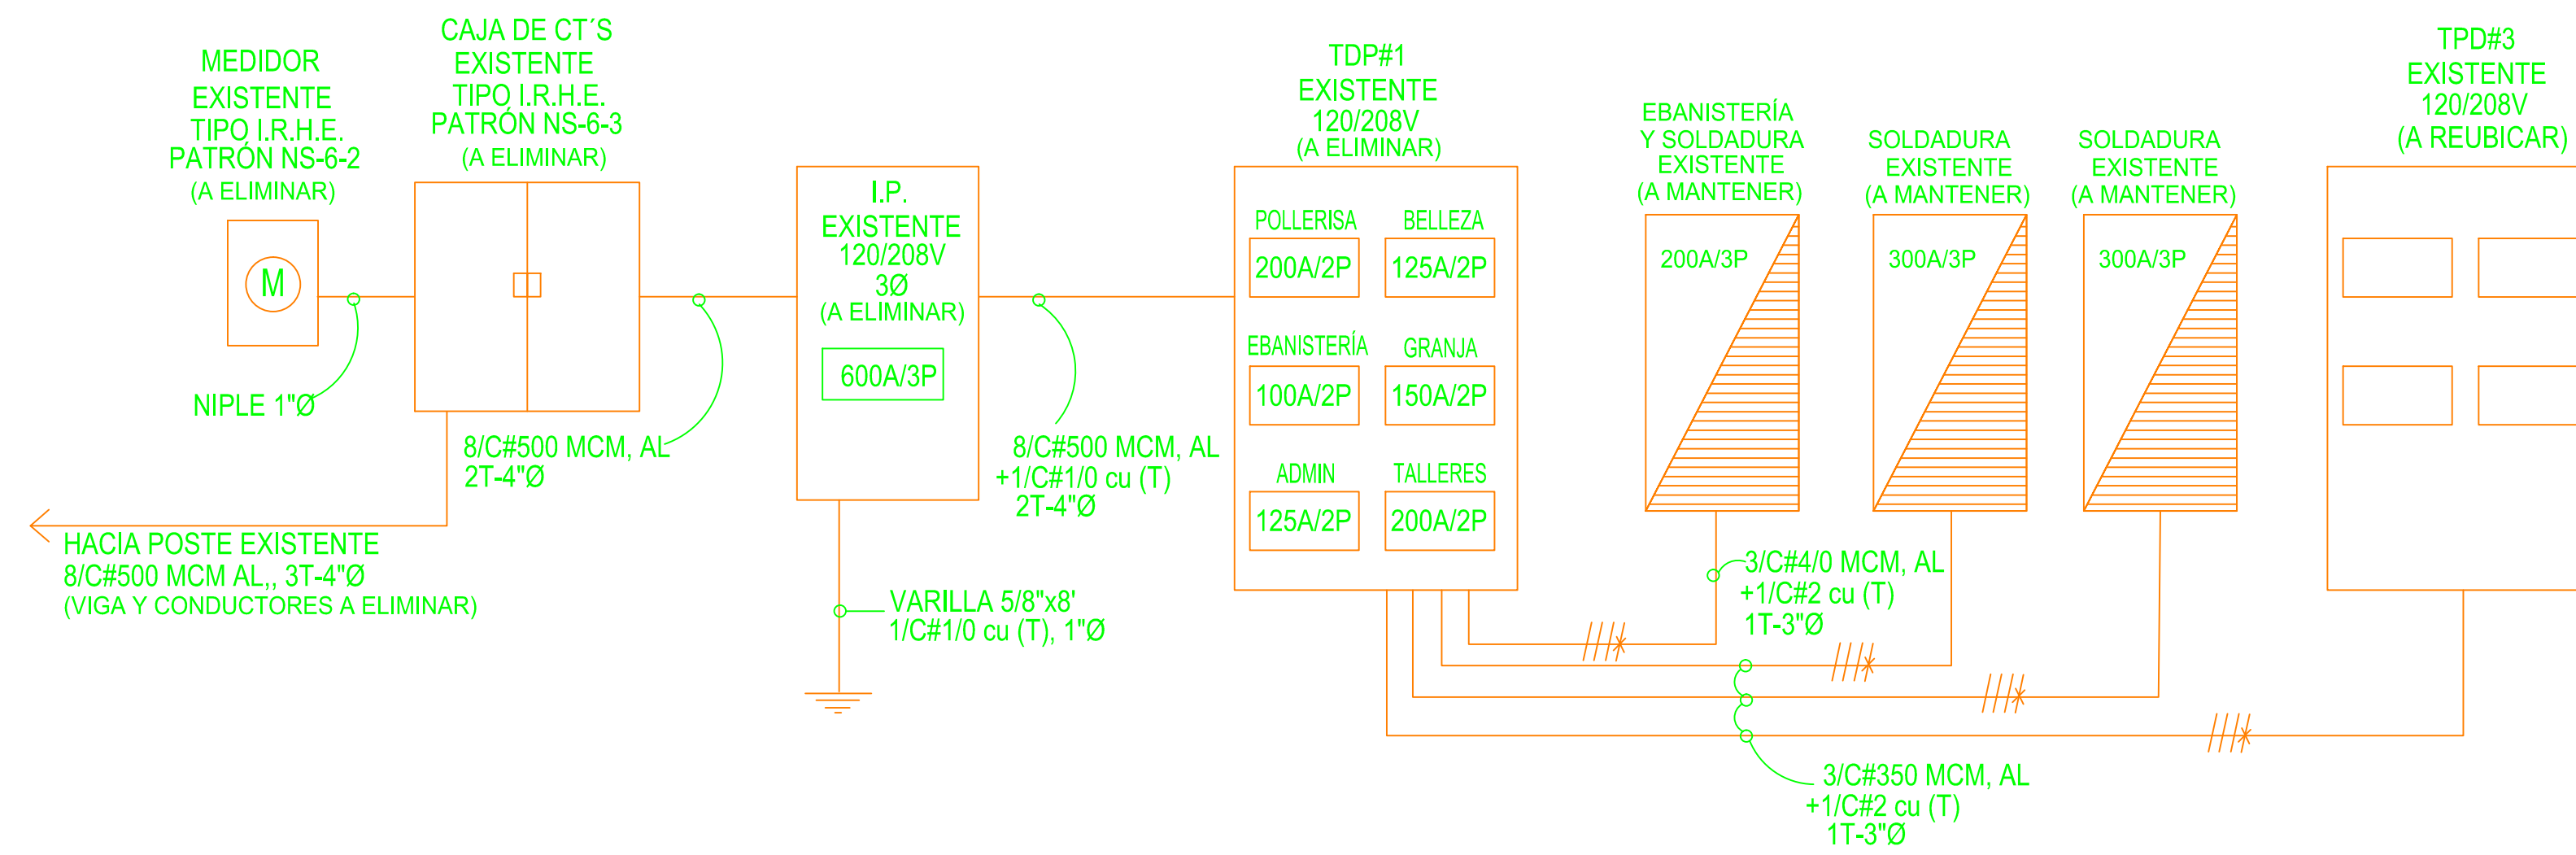 MEDIDOR
EXISTENTE
TIPO I.R.H.E.
PATRÓN NS-6-2
(A ELIMINAR)
M
NIPLE 1"Ø
CAJA DE CT´S
EXISTENTE
TIPO I.R.H.E.
PATRÓN NS-6-3
(A ELIMINAR)
8/C#500 MCM, AL
2T-4"Ø
HACIA POSTE EXISTENTE
8/C#500 MCM AL,, 3T-4"Ø
(VIGA Y CONDUCTORES A ELIMINAR)
I.P.
EXISTENTE
120/208V
3Ø
(A ELIMINAR)
600A/3P
VARILLA 5/8"x8'
1/C#1/0 cu (T), 1"Ø
8/C#500 MCM, AL
+1/C#1/0 cu (T)
2T-4"Ø
TDP#1
EXISTENTE
120/208V
(A ELIMINAR)
POLLERISA BELLEZA
200A/2P 125A/2P
EBANISTERÍA GRANJA
100A/2P 150A/2P
ADMIN TALLERES
125A/2P 200A/2P
EBANISTERÍA
Y SOLDADURA
EXISTENTE
(A MANTENER)
200A/3P
SOLDADURA
EXISTENTE
(A MANTENER)
300A/3P
SOLDADURA
EXISTENTE
(A MANTENER)
300A/3P
3/C#4/0 MCM, AL
+1/C#2 cu (T)
1T-3"Ø
3/C#350 MCM, AL
+1/C#2 cu (T)
1T-3"Ø
TPD#3
EXISTENTE
120/208V
(A REUBICAR)